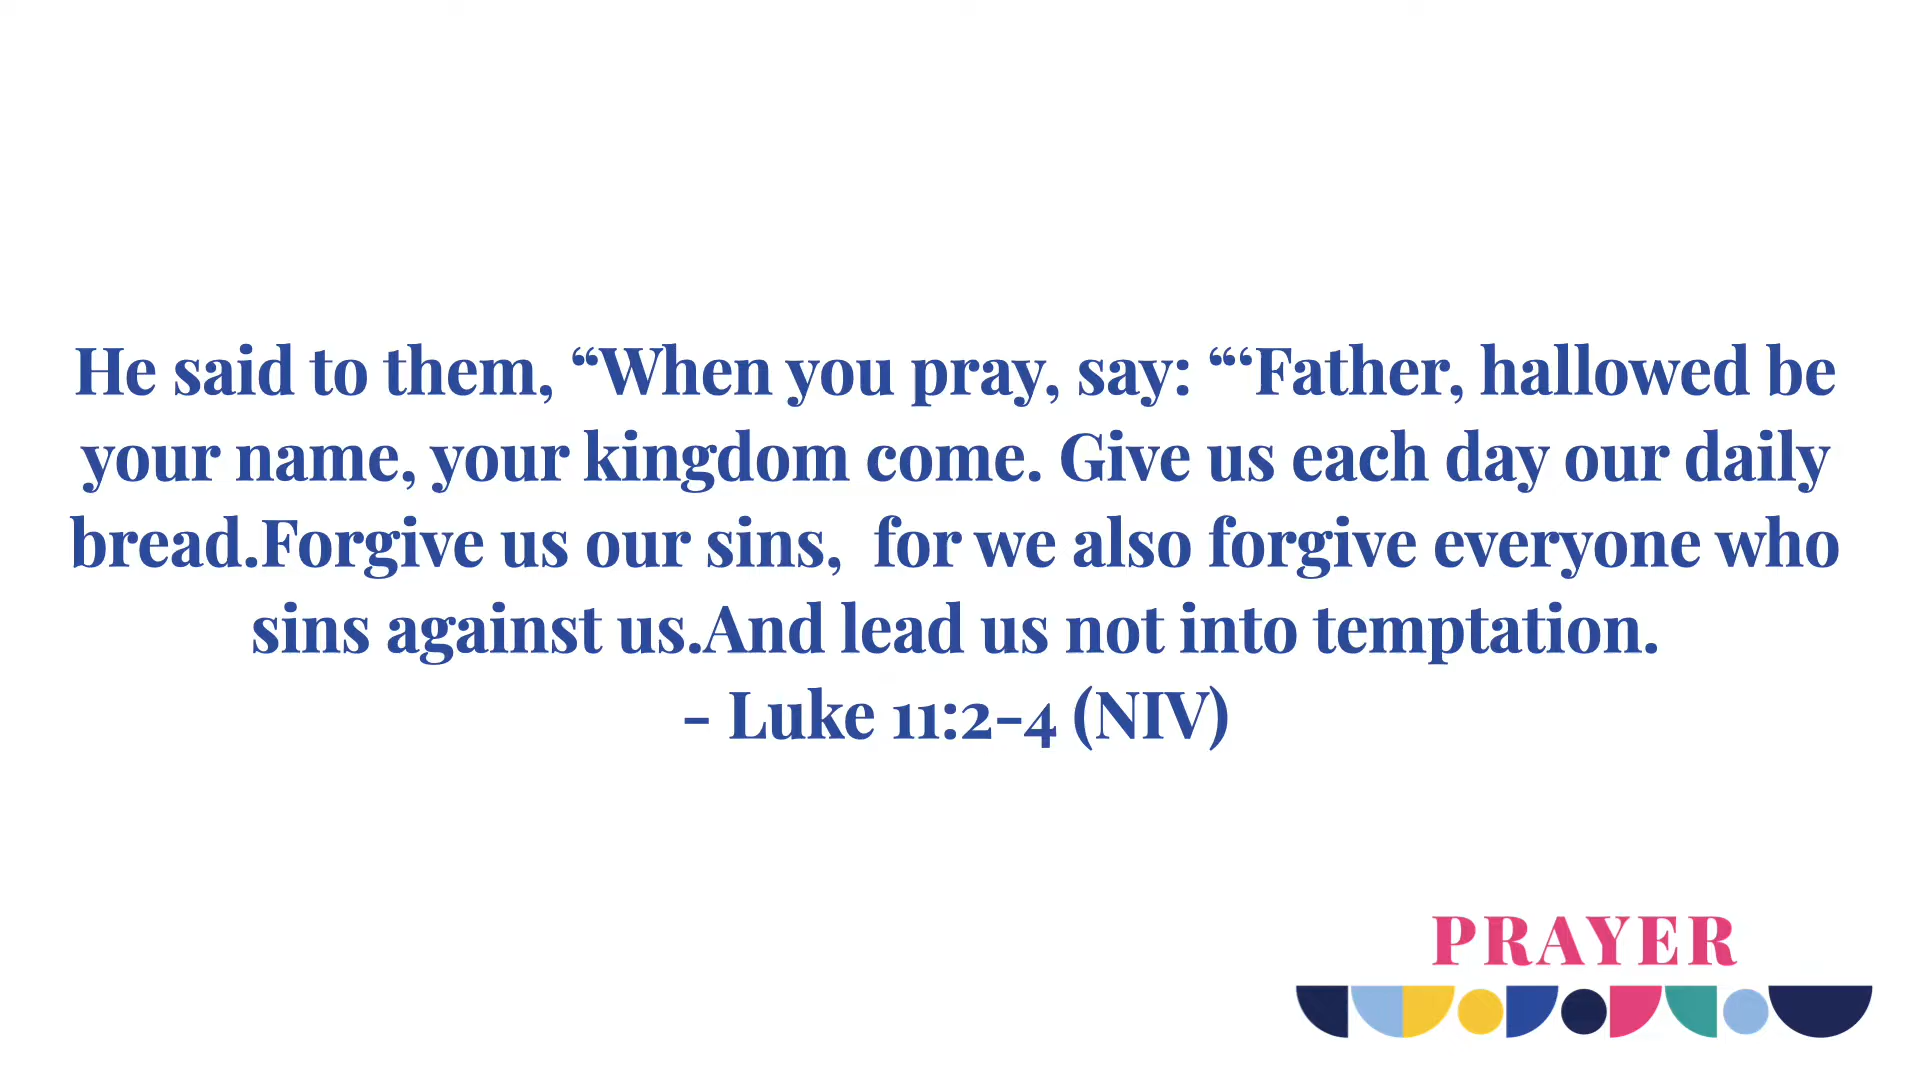 He said to them, “When you pray, say: “‘Father, hallowed be
your name, your kingdom come. Give us each day our daily
bread.Forgive us our sins,  for we also forgive everyone who
sins against us.And lead us not into temptation.
- Luke 11:2-4 (NIV)
PRAYER